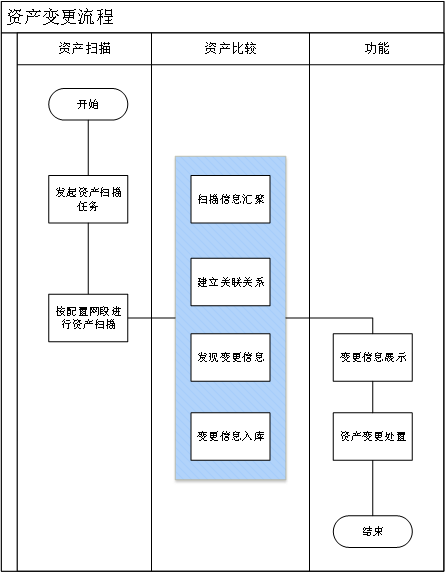 资产变更流程
资产扫描
资产比较
功能
开始
发起资产扫描
任务
按配置网段进
行资产扫描
扫描信息汇聚
建立关联关系
发现变更信息
变更信息入库
变更信息展示
资产变更处置
结束